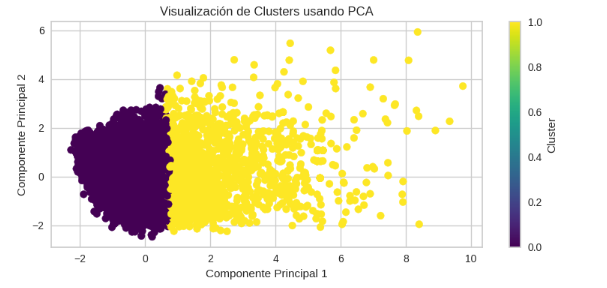 Visualización de Clusters usando PCA
6
4
2
0
−2
Componente Principal 2
−2 0 2 4 6 8 10
Componente Principal 1
1.0
0.8
0.6
0.4
0.2
0.0
Cluster